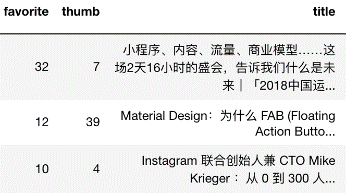 favorite thumb title
小程序、内容、流量、商业模型……这
32 7 场2天16小时的盛会，告诉我们什么是未
来｜「2018中国运...
12 39 Material Design：为什么 FAB (Floating
Action Butto...
Instagram 联合创始人兼 CTO Mike
10 4 Krieger ：从 0 到 300 人...